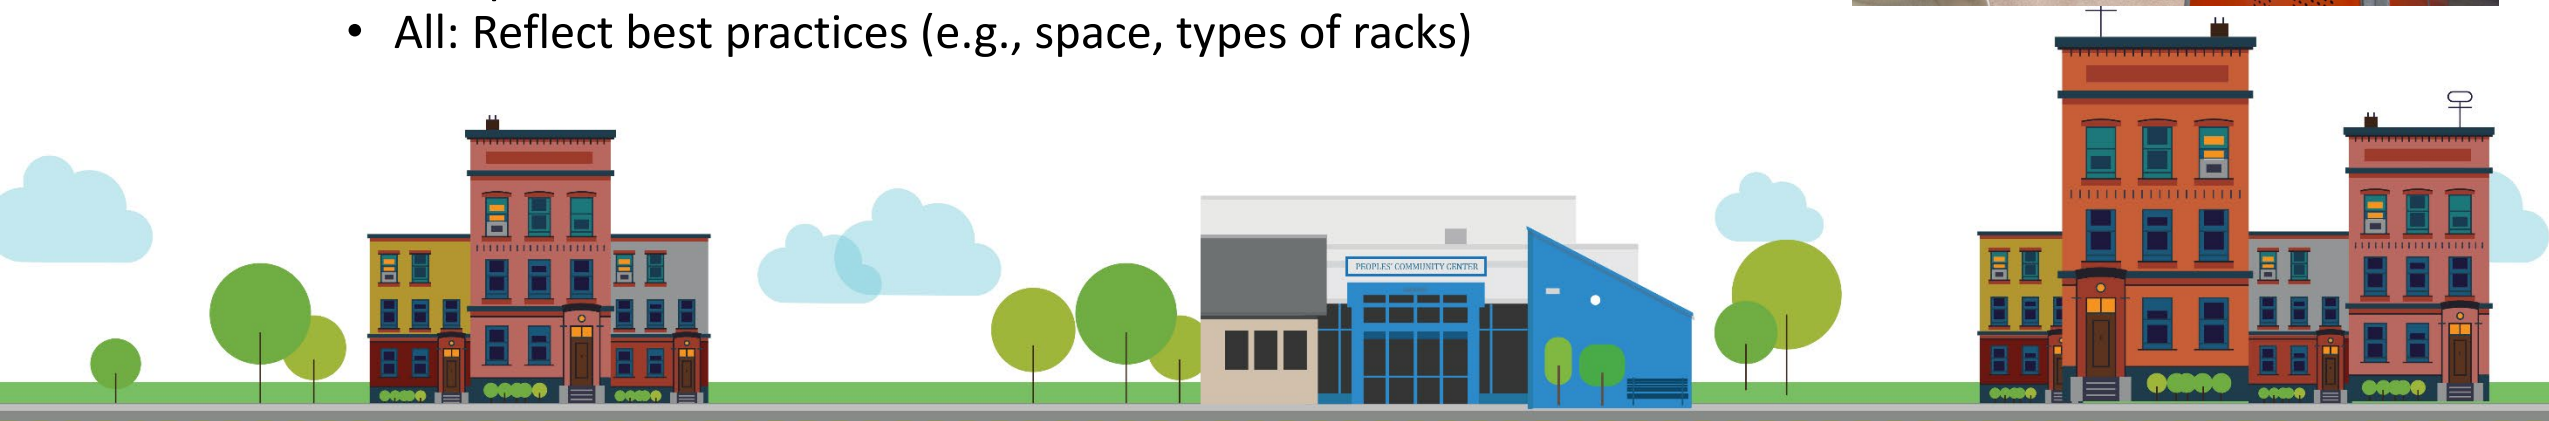 • All: Reflect best practices (e.g., space, types of racks)
PEOPLES' COMMUNITY CENTER